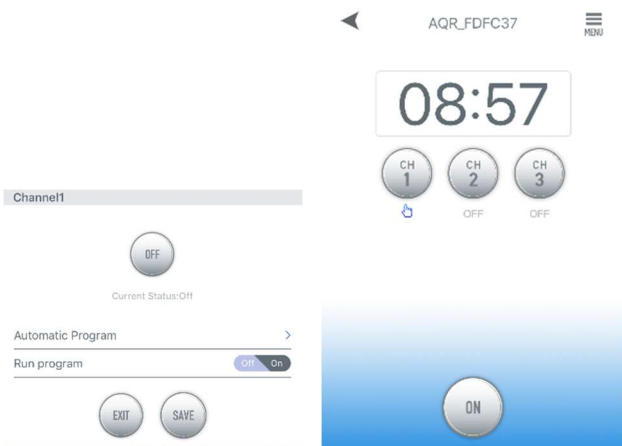 Channel1
OFF
Current Status:Off
Automatic Program
Run program Off On
EXIT SAVE
AQR_FDFC37
MENU
08:57
CH 1 CH 2 CH 3
OFF OFF
ON